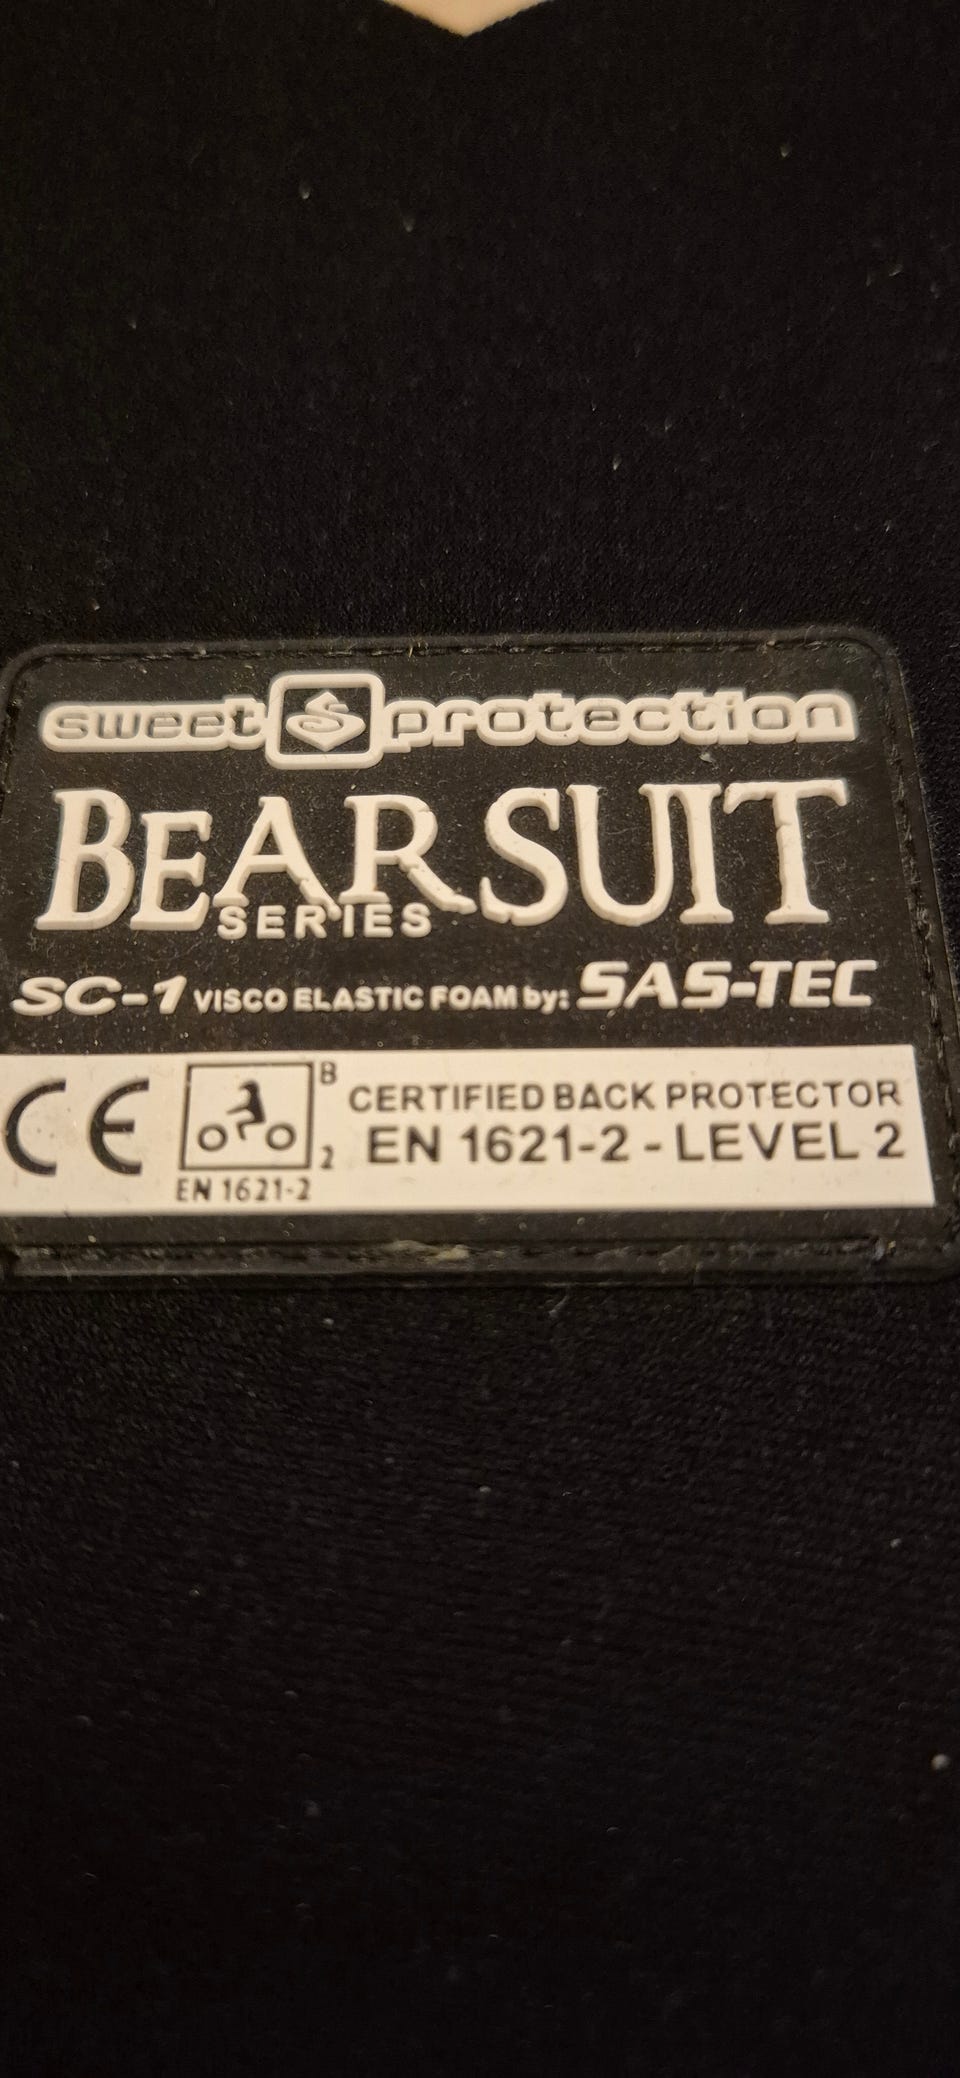 sweet protection
BEARSUIT
SERIES
SC-1 VISCO ELASTIC FOAM by: SAS-TEC
CE
B
2
EN 1621-2
CERTIFIED BACK PROTECTOR
EN 1621-2 - LEVEL 2